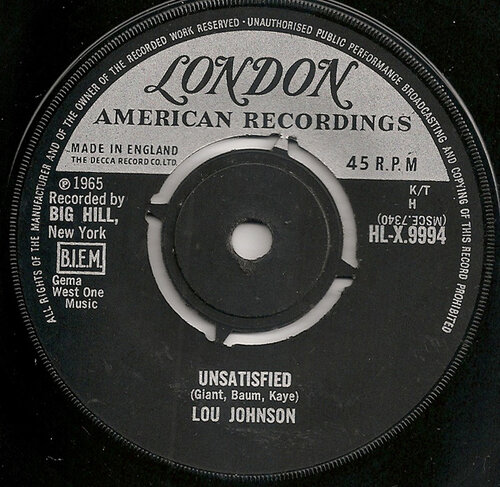 ALL RIGHTS OF THE MANUFACTURER AND OF THE OWNER OF THE RECORDED WORK RESERVED · UNAUTHORISED PUBLIC PERFORMANCE BROADCASTING AND COPYING OF THIS RECORD PROHIBITED
LONDON
AMERICAN RECORDINGS
MADE IN ENGLAND
THE DECCA RECORD CO. LTD.
45 R.P.M
℗ 1965
Recorded by
BIG HILL,
New York
B.I.E.M.
Gema
West One
Music
K/T
H
(MSCE.7340)
HL-X.9994
UNSATISFIED
(Giant, Baum, Kaye)
LOU JOHNSON